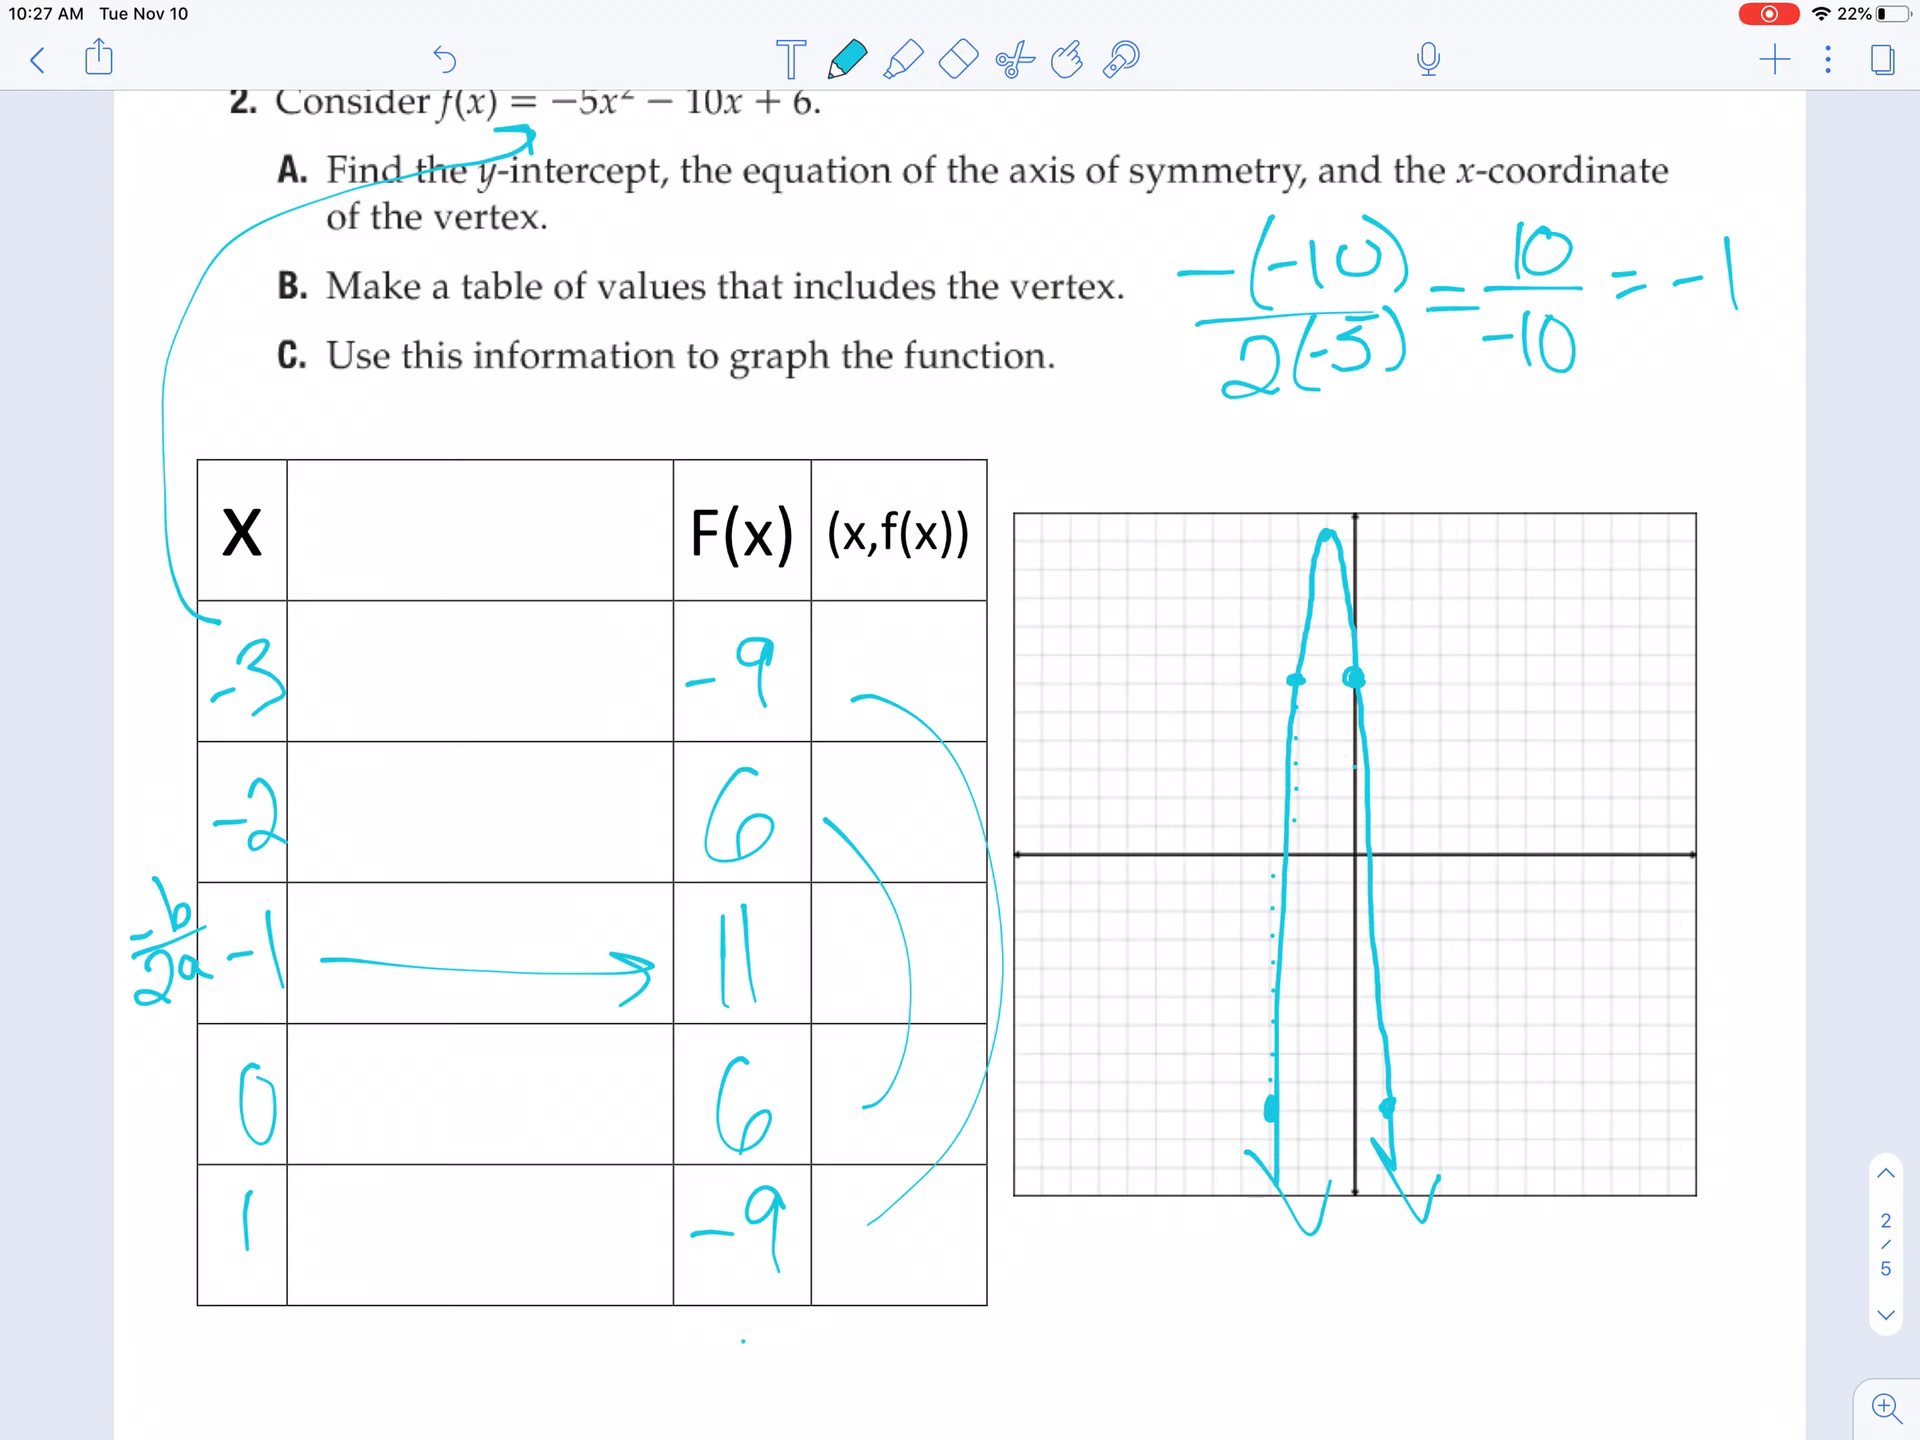 10:27 AM Tue Nov 10
22%
2. Consider f(x) = −5x² − 10x + 6.
A. Find the y-intercept, the equation of the axis of symmetry, and the x-coordinate
of the vertex.
B. Make a table of values that includes the vertex.
C. Use this information to graph the function.
-(-10)/2(-5) = 10/-10 = -1
X F(x) (x,f(x))
-3 -9
-2 6
-b/2a -1 11
0 6
1 -9
2
/
5